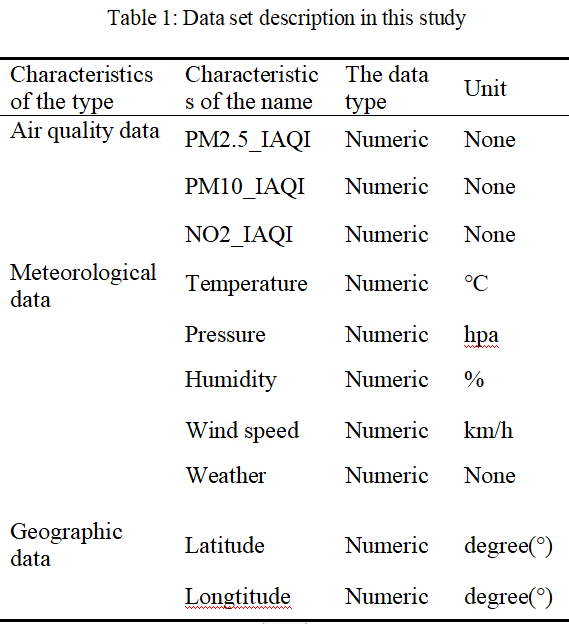 Table 1: Data set description in this study
Characteristics of the type Characteristic s of the name The data type Unit
Air quality data PM2.5_IAQI Numeric None
PM10_IAQI Numeric None
NO2_IAQI Numeric None
Meteorological data Temperature Numeric °C
Pressure Numeric hpa
Humidity Numeric %
Wind speed Numeric km/h
Weather Numeric None
Geographic data Latitude Numeric degree(°)
Longtitude Numeric degree(°)